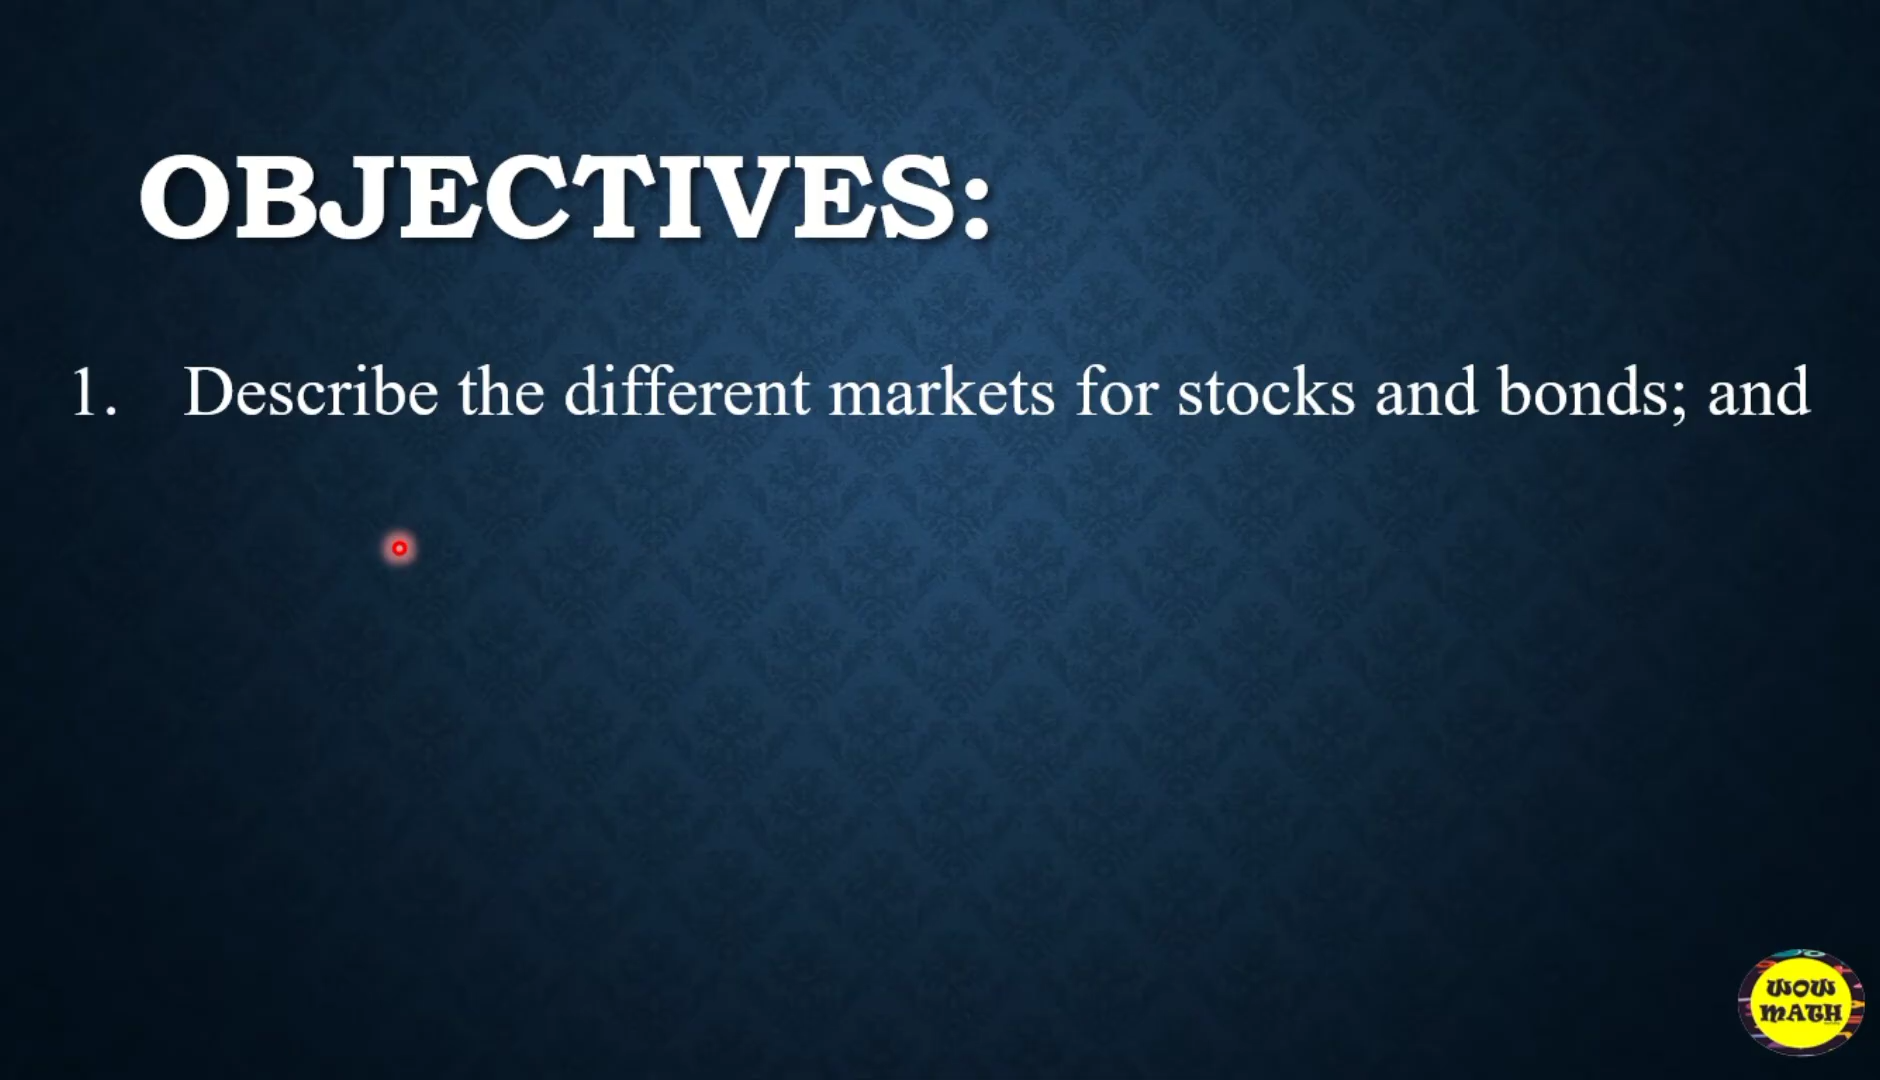 OBJECTIVES:
1. Describe the different markets for stocks and bonds; and
WOW
MATH